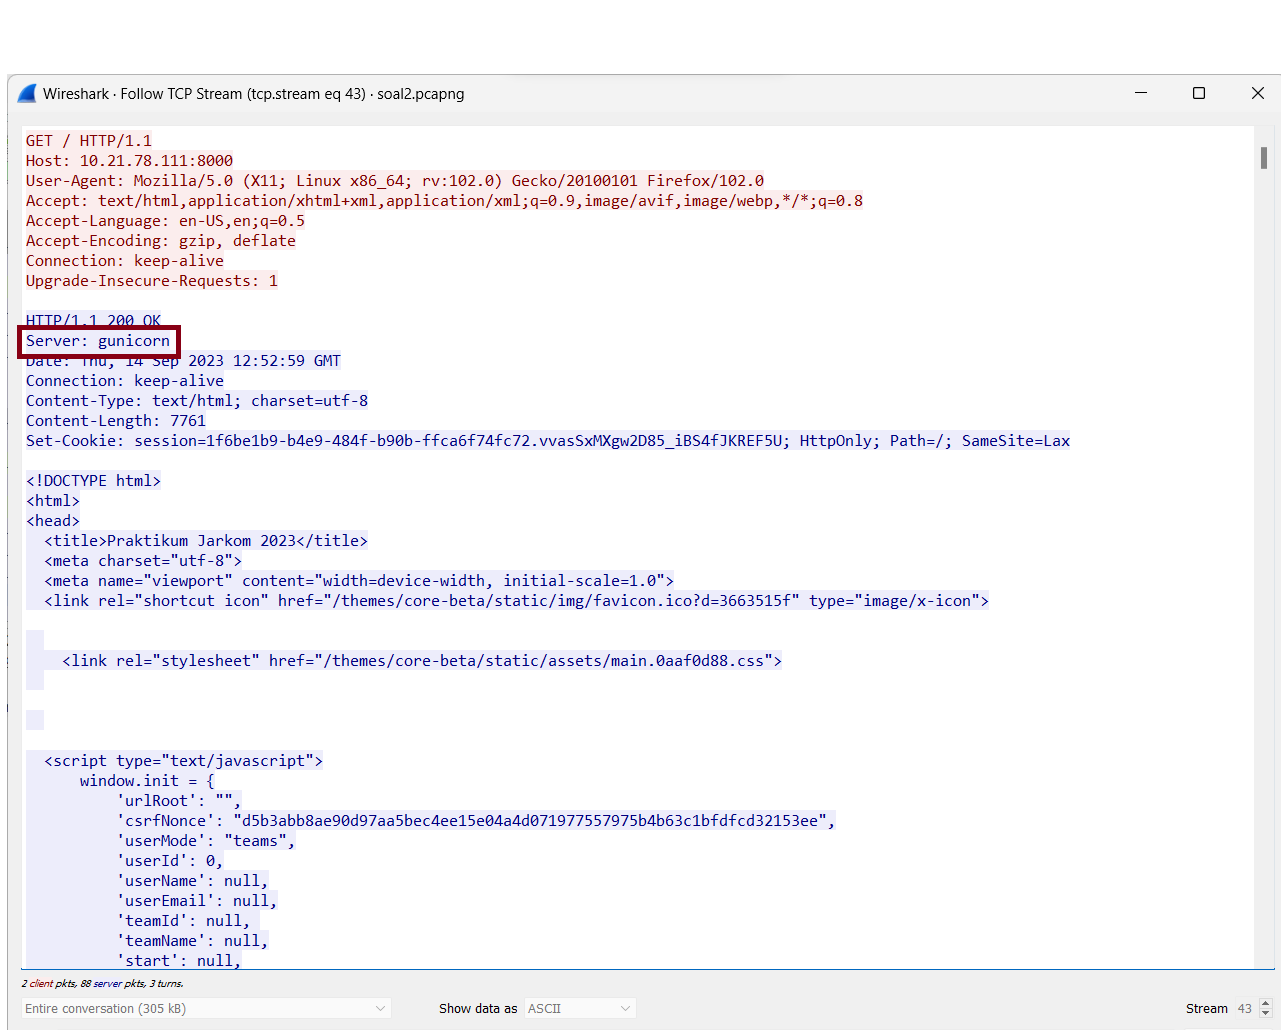 Wireshark · Follow TCP Stream (tcp.stream eq 43) · soal2.pcapng
GET / HTTP/1.1
Host: 10.21.78.111:8000
User-Agent: Mozilla/5.0 (X11; Linux x86_64; rv:102.0) Gecko/20100101 Firefox/102.0
Accept: text/html,application/xhtml+xml,application/xml;q=0.9,image/avif,image/webp,*/*;q=0.8
Accept-Language: en-US,en;q=0.5
Accept-Encoding: gzip, deflate
Connection: keep-alive
Upgrade-Insecure-Requests: 1
HTTP/1.1 200 OK
Server: gunicorn
Date: Thu, 14 Sep 2023 12:52:59 GMT
Connection: keep-alive
Content-Type: text/html; charset=utf-8
Content-Length: 7761
Set-Cookie: session=1f6be1b9-b4e9-484f-b90b-ffca6f74fc72.vvasSxMXgw2D85_iBS4fJKREF5U; HttpOnly; Path=/; SameSite=Lax
<!DOCTYPE html>
<html>
<head>
<title>Praktikum Jarkom 2023</title>
<meta charset="utf-8">
<meta name="viewport" content="width=device-width, initial-scale=1.0">
<link rel="shortcut icon" href="/themes/core-beta/static/img/favicon.ico?d=3663515f" type="image/x-icon">
<link rel="stylesheet" href="/themes/core-beta/static/assets/main.0aaf0d88.css">
<script type="text/javascript">
window.init = {
'urlRoot': "",
'csrfNonce': "d5b3abb8ae90d97aa5bec4ee15e04a4d071977557975b4b63c1bfdfcd32153ee",
'userMode': "teams",
'userId': 0,
'userName': null,
'userEmail': null,
'teamId': null,
'teamName': null,
'start': null,
2 client pkts, 88 server pkts, 3 turns.
Entire conversation (305 kB)
Show data as ASCII
Stream 43